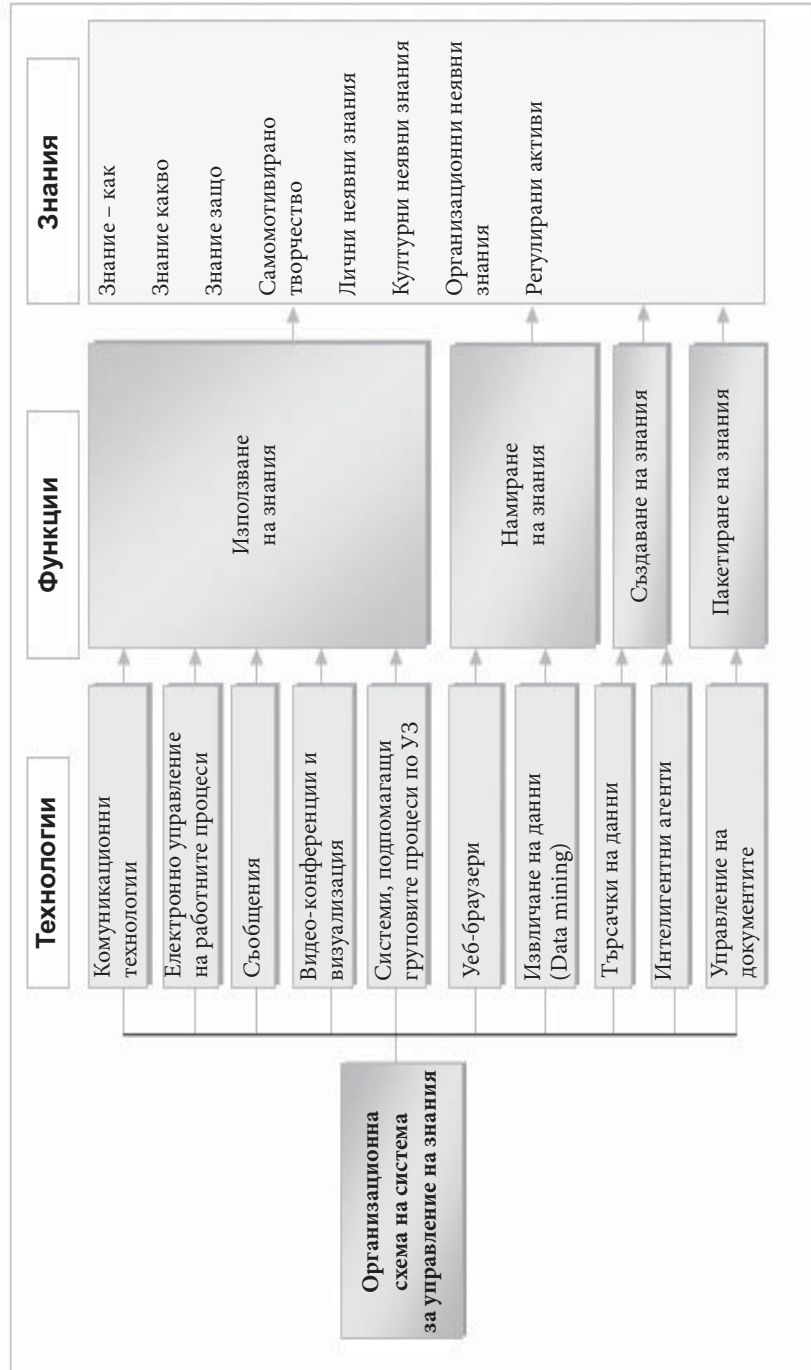 Технологии
Функции
Знания
Организационна
схема на система
за управление на знания
Комуникационни
технологии
Електронно управление
на работните процеси
Съобщения
Видео-конференции и
визуализация
Системи, подпомагащи
груповите процеси по УЗ
Уеб-браузери
Извличане на данни
(Data mining)
Търсачки на данни
Интелигентни агенти
Управление на
документите
Използване
на знания
Намиране
на знания
Създаване на знания
Пакетиране на знания
Знание – как
Знание какво
Знание защо
Самомотивирано
творчество
Лични неявни знания
Културни неявни знания
Организационни неявни
знания
Регулирани активи